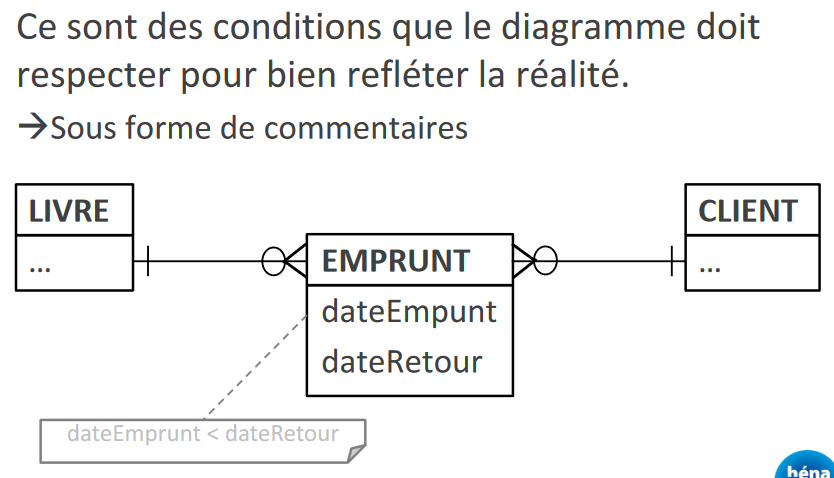 Ce sont des conditions que le diagramme doit
respecter pour bien refléter la réalité.
→Sous forme de commentaires
LIVRE
...
EMPRUNT
dateEmpunt
dateRetour
CLIENT
...
dateEmprunt < dateRetour
héna